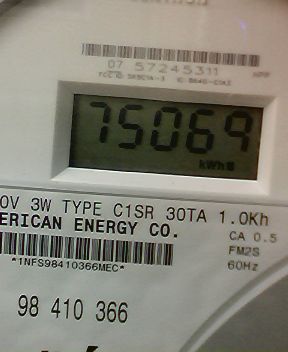 07 57245311
HPP
75069
kWh
0V 3W TYPE C1SR 30TA 1.0Kh
ERICAN ENERGY CO.
CA 0.5
FM2S
60Hz
*1NFS98410366MEC*
98 410 366